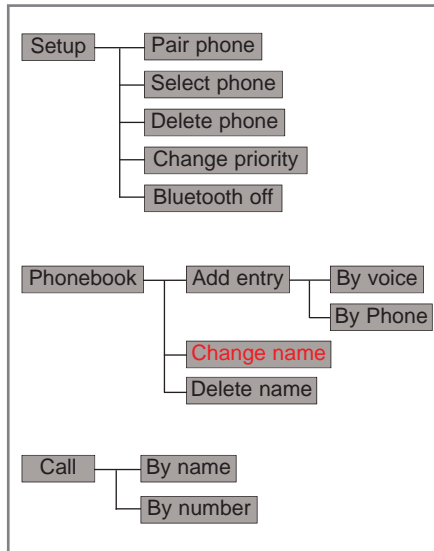 Setup
Pair phone
Select phone
Delete phone
Change priority
Bluetooth off
Phonebook
Add entry
By voice
By Phone
Change name
Delete name
Call
By name
By number